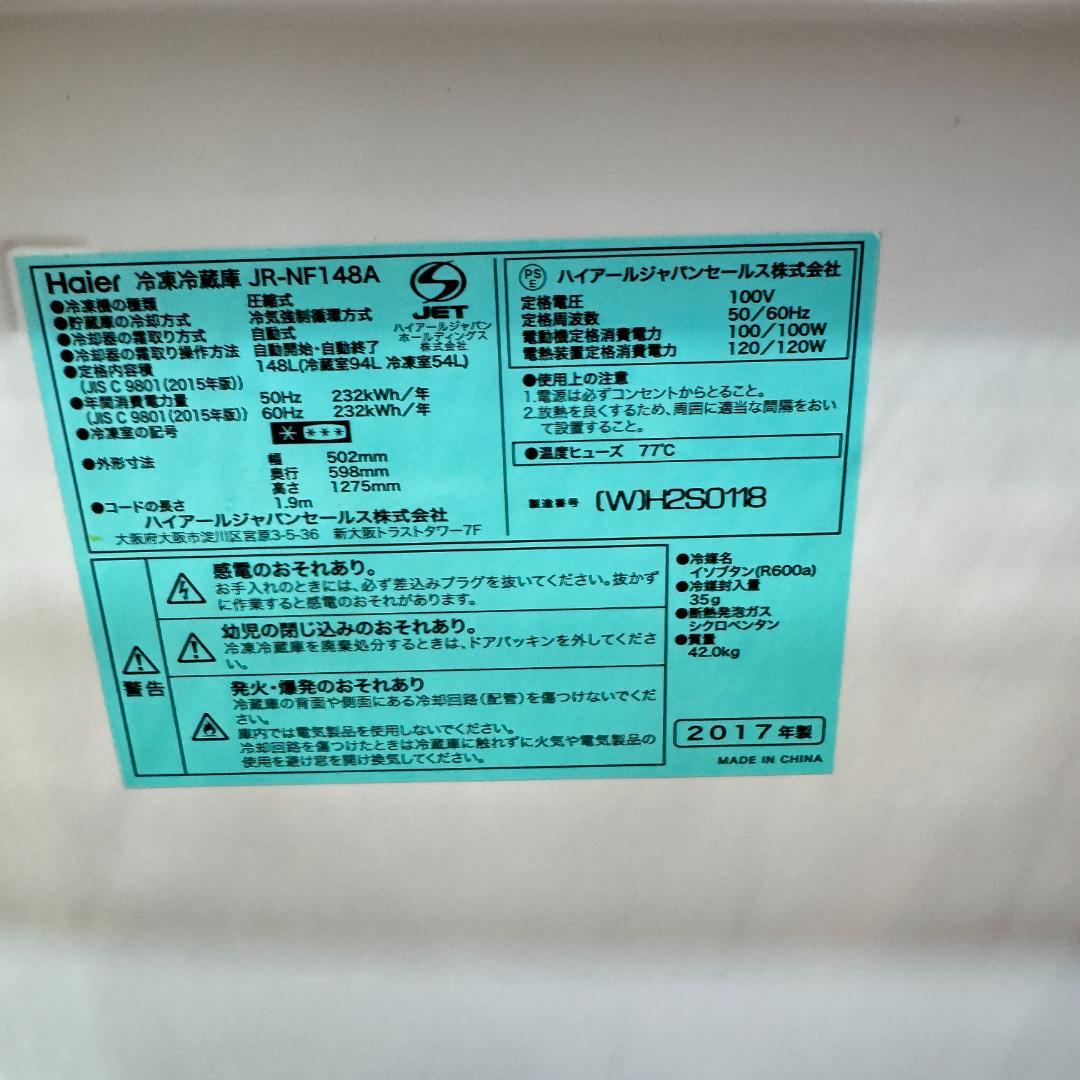 Haier 冷凍冷蔵庫 JR-NF148A
●冷凍機の種類 圧縮式
●貯蔵庫の冷却方式 冷気強制循環方式
●冷却器の霜取り方式 自動式
●冷却器の霜取り操作方法 自動開始・自動終了
●定格内容積 148L(冷蔵室94L 冷凍室54L)
(JIS C 9801(2015年版))
●年間消費電力量 50Hz 232kWh/年
(JIS C 9801(2015年版)) 60Hz 232kWh/年
●冷凍室の記号 * ***
●外形寸法 幅 502mm
奥行 598mm
高さ 1275mm
●コードの長さ 1.9m
ハイアールジャパンセールス株式会社
大阪府大阪市淀川区宮原3-5-36 新大阪トラストタワー7F
JET
ハイアールジャパン
ホールディングス
株式会社
PS
E
ハイアールジャパンセールス株式会社
定格電圧 100V
定格周波数 50/60Hz
電動機定格消費電力 100/100W
電熱装置定格消費電力 120/120W
●使用上の注意
1.電源は必ずコンセントからとること。
2.放熱を良くするため、周囲に適当な間隔をおい
て設置すること。
●温度ヒューズ 77℃
製造番号 (W)H2S0118
警告
感電のおそれあり。
お手入れのときには、必ず差込みプラグを抜いてください。抜かず
に作業すると感電のおそれがあります。
幼児の閉じ込めのおそれあり。
冷凍冷蔵庫を廃棄処分するときは、ドアパッキンを外してくださ
い。
発火・爆発のおそれあり
冷蔵庫の背面や側面にある冷却回路(配管)を傷つけないでくだ
さい。
庫内では電気製品を使用しないでください。
冷却回路を傷つけたときは冷蔵庫に触れずに火気や電気製品の
使用を避け窓を開け換気してください。
●冷媒名
イソブタン(R600a)
●冷媒封入量
35g
●断熱発泡ガス
シクロペンタン
●質量
42.0kg
2017年製
MADE IN CHINA